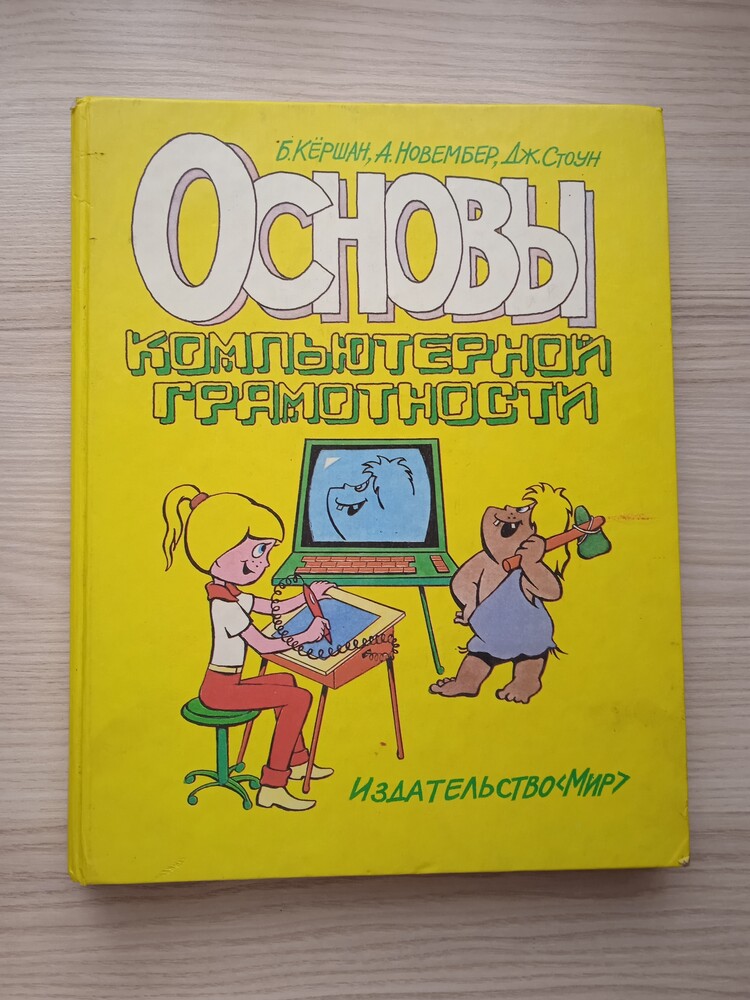 Б. КЁРШАН, А. НОВЕМБЕР, ДЖ. СТОУН
ОСНОВЫ
КОМПЬЮТЕРНОЙ
ГРАМОТНОСТИ
ИЗДАТЕЛЬСТВО <МИР>